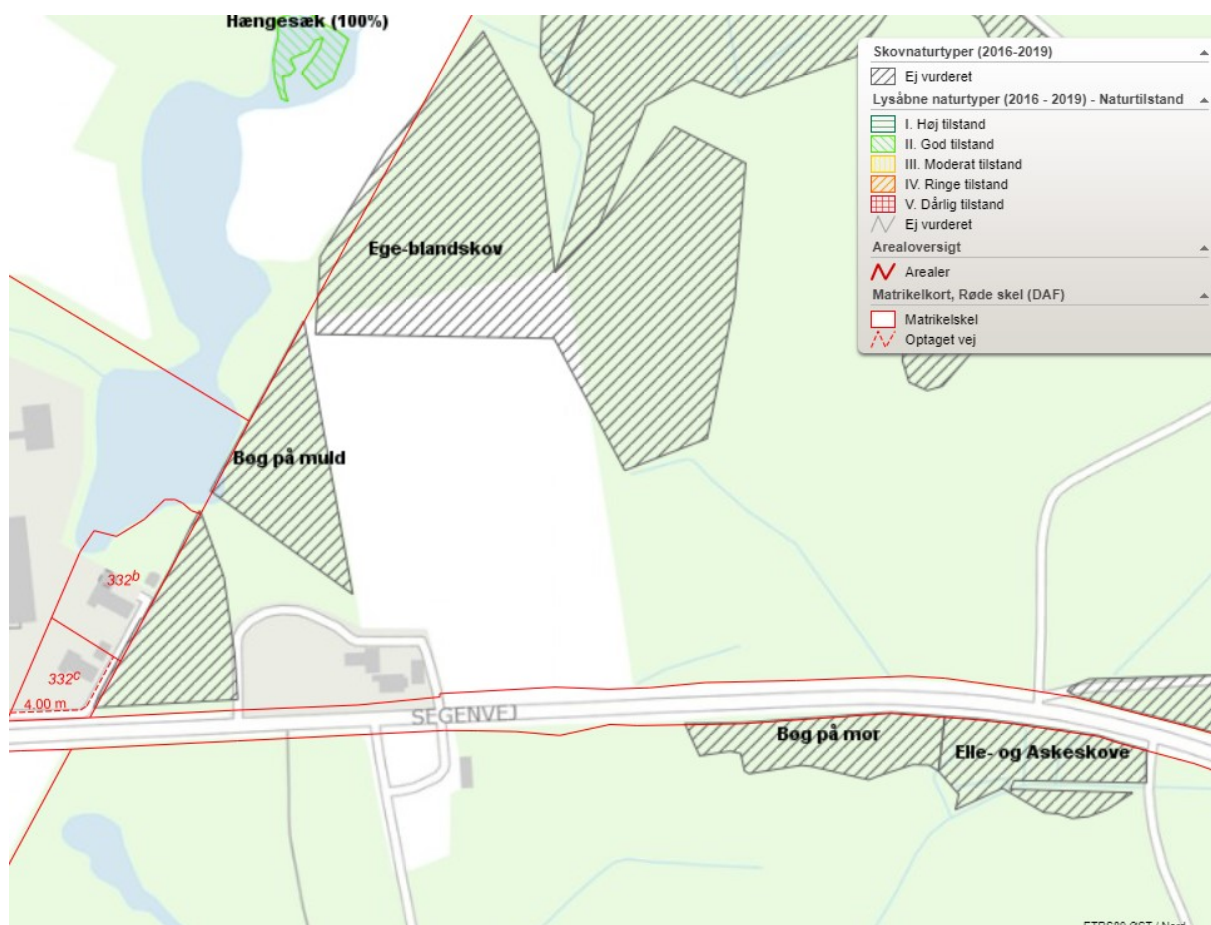 Hængesæk (100%)
Ege-blandskov
Bøg på muld
332b
332c
4.00 m
SEGENVEJ
Bøg på mor
Elle- og Askeskove
Skovnaturtyper (2016-2019)
Ej vurderet
Lysåbne naturtyper (2016 - 2019) - Naturtilstand
I. Høj tilstand
II. God tilstand
III. Moderat tilstand
IV. Ringe tilstand
V. Dårlig tilstand
Ej vurderet
Arealoversigt
Arealer
Matrikelkort, Røde skel (DAF)
Matrikelskel
Optaget vej